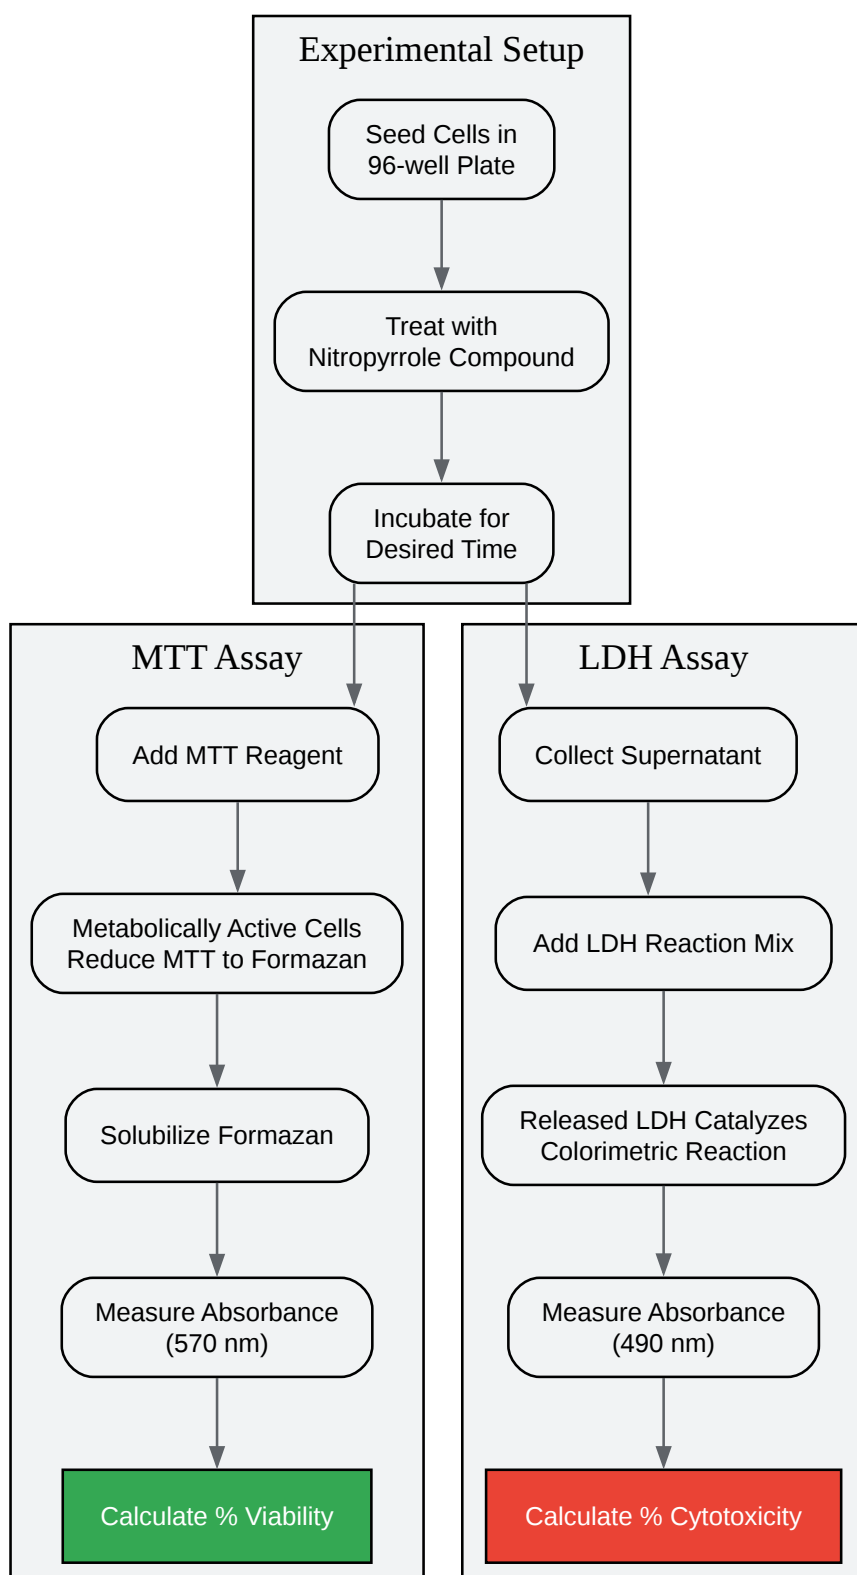 Experimental Setup
Seed Cells in
96-well Plate
Treat with
Nitropyrrole Compound
Incubate for
Desired Time
MTT Assay
Add MTT Reagent
Metabolically Active Cells
Reduce MTT to Formazan
Solubilize Formazan
Measure Absorbance
(570 nm)
Calculate % Viability
LDH Assay
Collect Supernatant
Add LDH Reaction Mix
Released LDH Catalyzes
Colorimetric Reaction
Measure Absorbance
(490 nm)
Calculate % Cytotoxicity